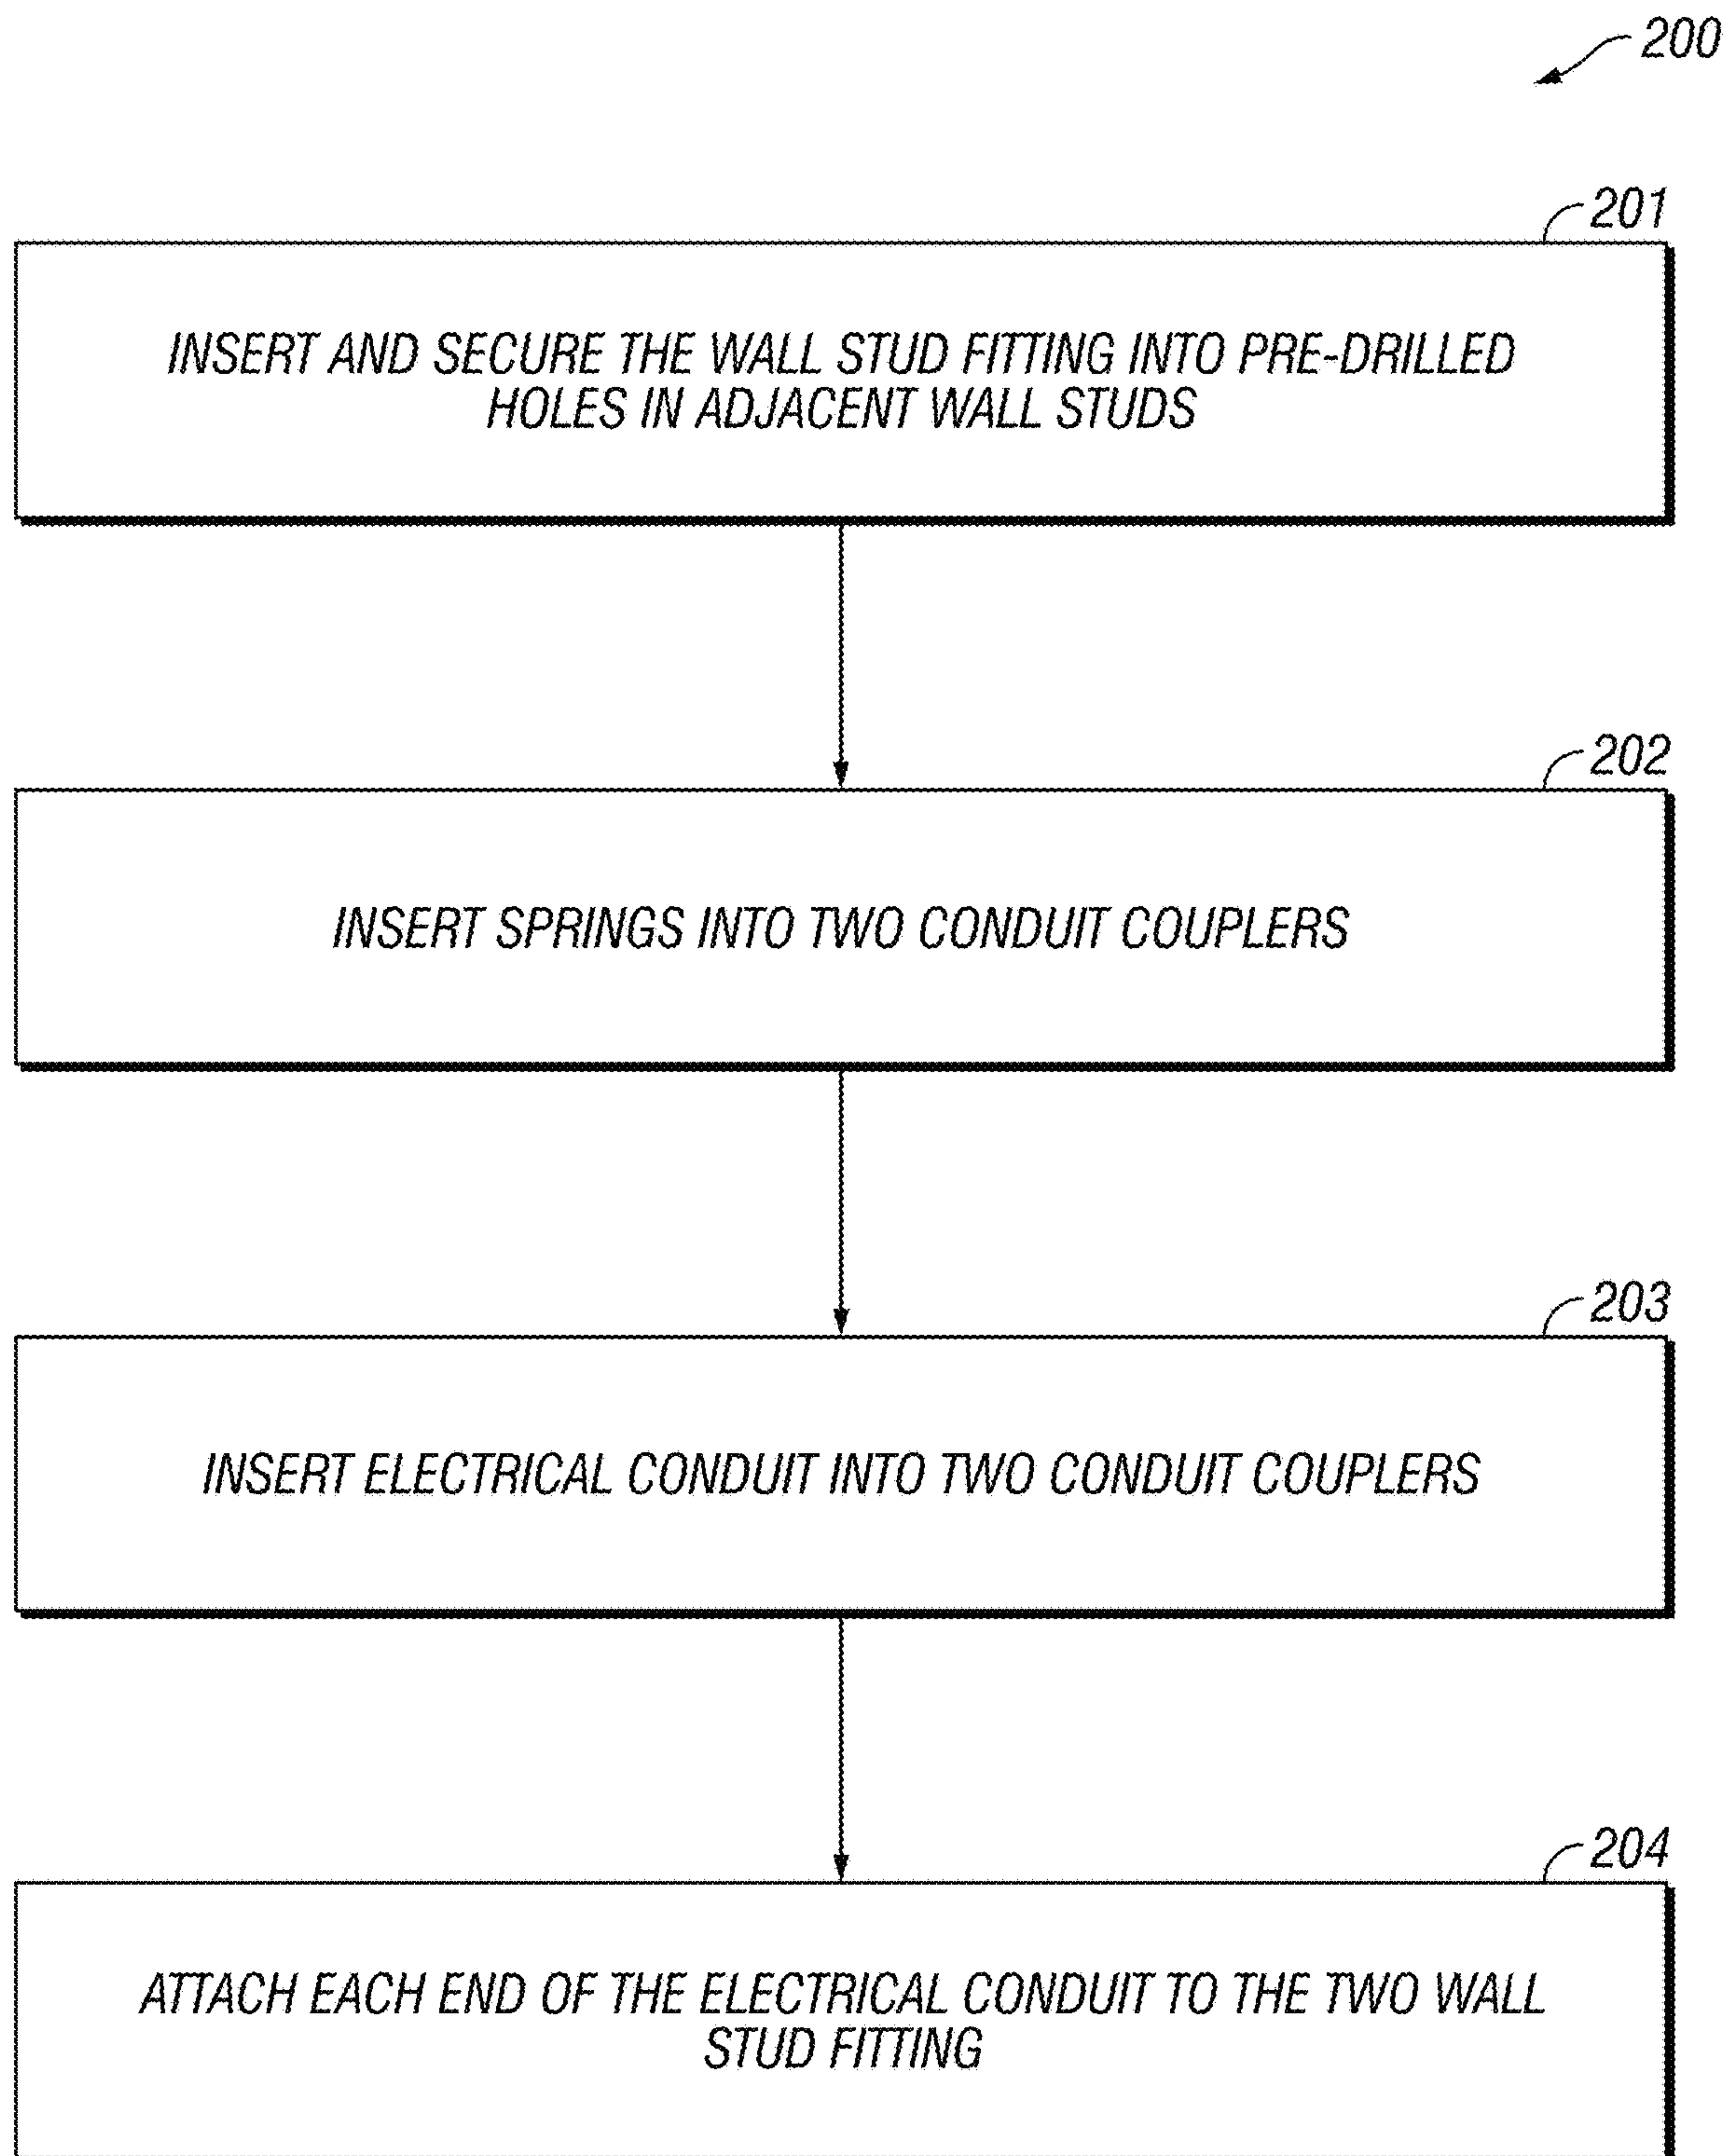 200
201
INSERT AND SECURE THE WALL STUD FITTING INTO PRE-DRILLED
HOLES IN ADJACENT WALL STUDS
202
INSERT SPRINGS INTO TWO CONDUIT COUPLERS
203
INSERT ELECTRICAL CONDUIT INTO TWO CONDUIT COUPLERS
204
ATTACH EACH END OF THE ELECTRICAL CONDUIT TO THE TWO WALL
STUD FITTING